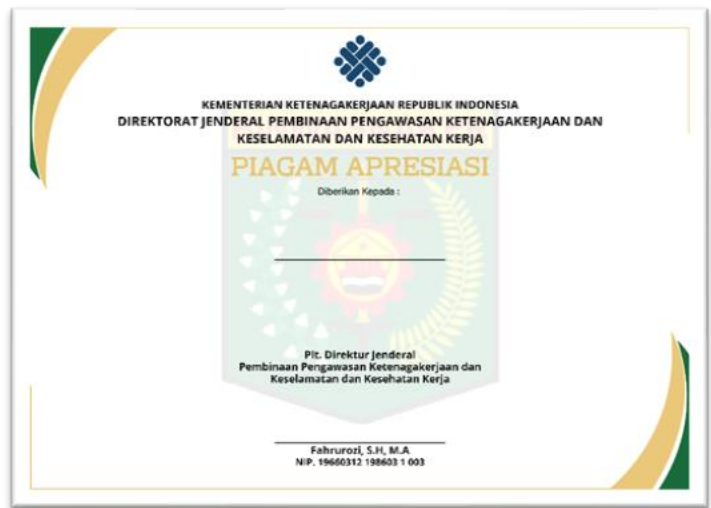 KEMENTERIAN KETENAGAKERJAAN REPUBLIK INDONESIA
DIREKTORAT JENDERAL PEMBINAAN PENGAWASAN KETENAGAKERJAAN DAN
KESELAMATAN DAN KESEHATAN KERJA
PIAGAM APRESIASI
Diberikan Kepada :
Plt. Direktur Jenderal
Pembinaan Pengawasan Ketenagakerjaan dan
Keselamatan dan Kesehatan Kerja
Fahrurozi, S.H, M.A
NIP. 19660312 198603 1 003